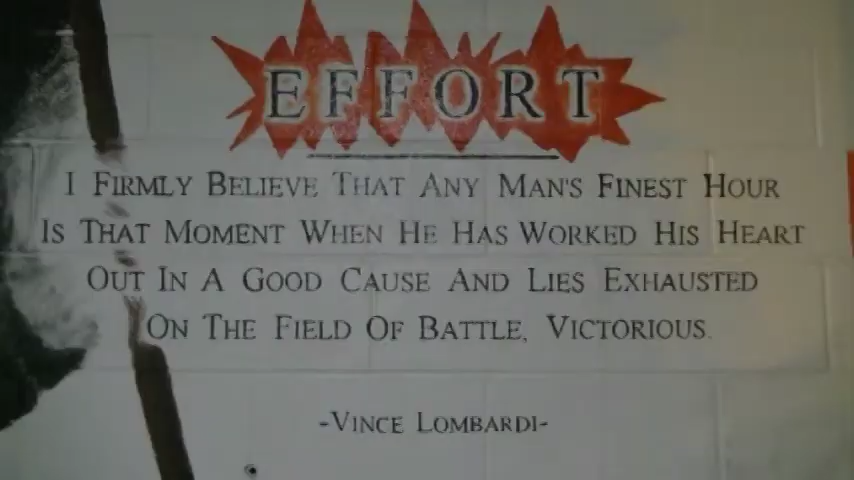 EFFORT
I FIRMLY BELIEVE THAT ANY MAN'S FINEST HOUR
IS THAT MOMENT WHEN HE HAS WORKED HIS HEART
OUT IN A GOOD CAUSE AND LIES EXHAUSTED
ON THE FIELD OF BATTLE, VICTORIOUS.
-VINCE LOMBARDI-